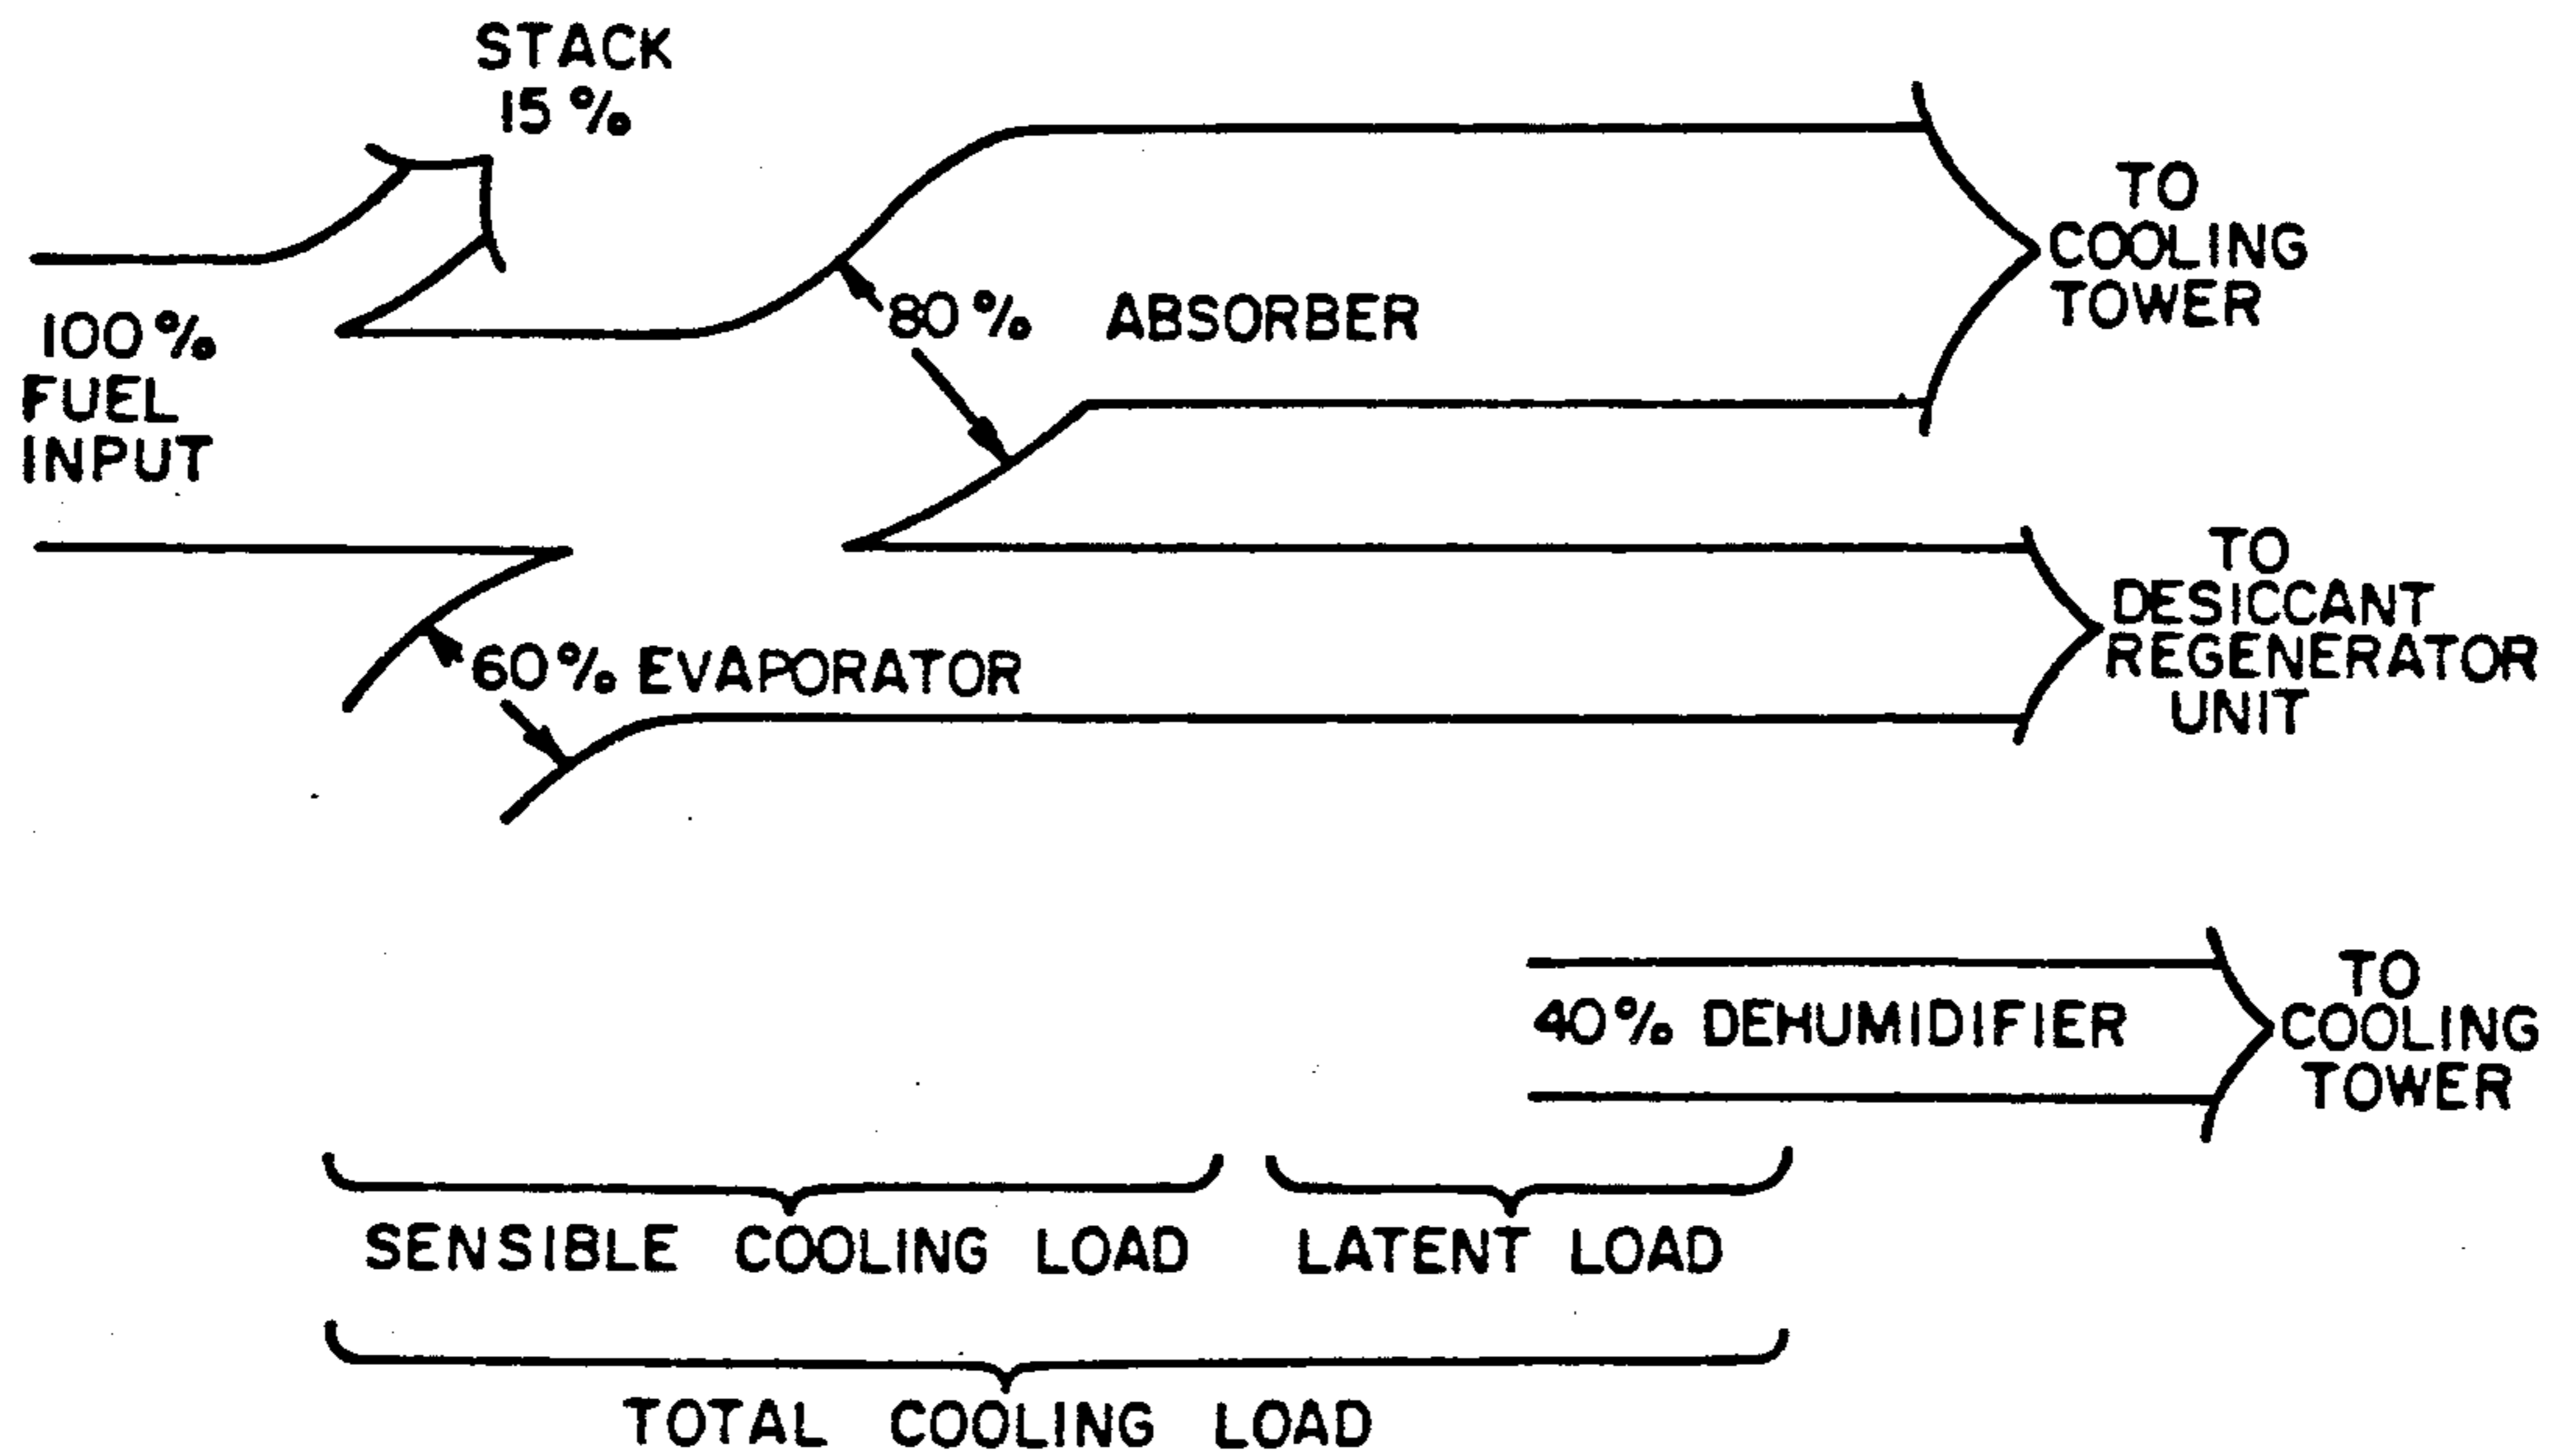 STACK
15%
100%
FUEL
INPUT
80% ABSORBER
TO
COOLING
TOWER
60% EVAPORATOR
TO
DESICCANT
REGENERATOR
UNIT
40% DEHUMIDIFIER
TO
COOLING
TOWER
SENSIBLE COOLING LOAD
LATENT LOAD
TOTAL COOLING LOAD